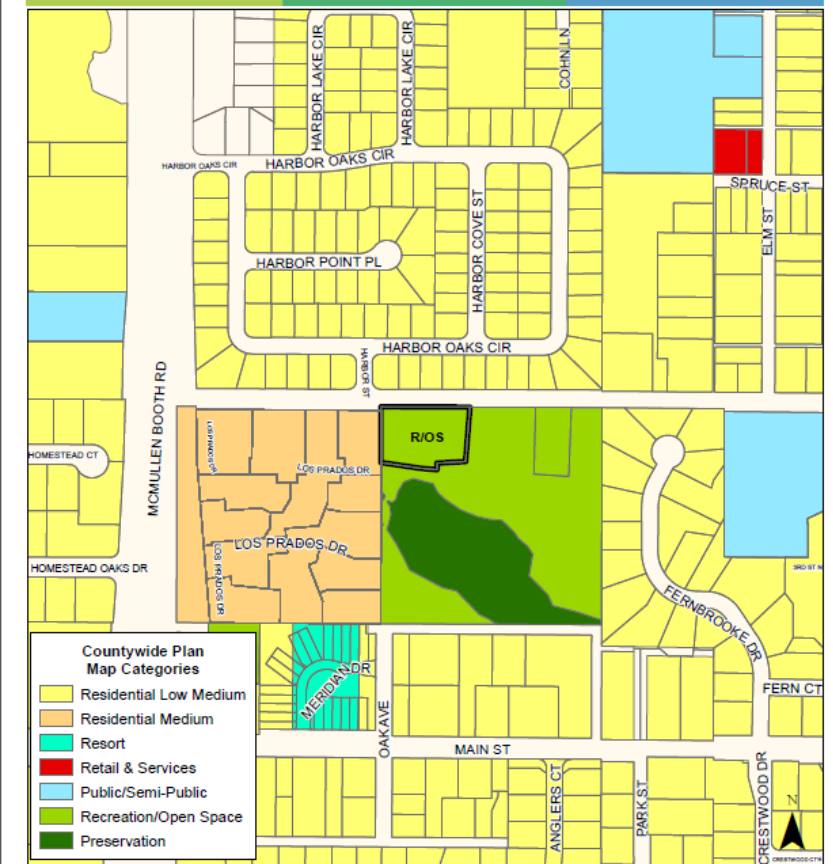 HARBOR LAKE CIR
HARBOR LAKE CIR
COHN LN
HARBOR OAKS CIR
HARBOR OAKS CIR
SPRUCE ST
ELM ST
HARBOR COVE ST
HARBOR POINT PL
HARBOR OAKS CIR
HARBOR ST
MCMULLEN BOOTH RD
R/OS
LOS PRADOS DR
HOMESTEAD CT
LOS PRADOS DR
LOS PRADOS DR
LOS PRADOS DR
HOMESTEAD OAKS DR
3RD ST N
FERNBROOKE DR
Countywide Plan
Map Categories
Residential Low Medium
Residential Medium
Resort
Retail & Services
Public/Semi-Public
Recreation/Open Space
Preservation
MERIDIAN DR
FERN CT
OAK AVE
MAIN ST
ANGLERS CT
PARK ST
CRESTWOOD DR
N
CRESTWOOD CT N